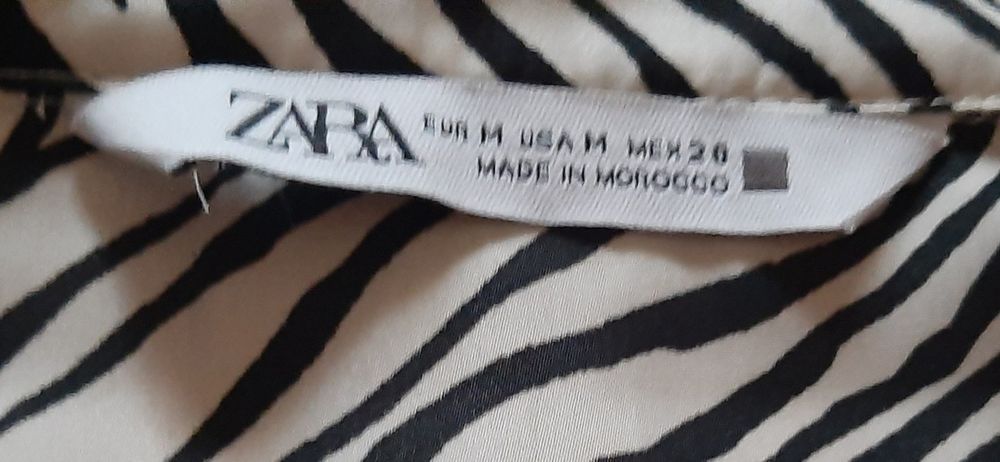 ZARA
EUR M USA M MEX 28
MADE IN MOROCCO